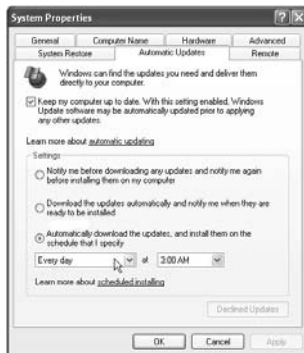 System Properties
General Computer Name Hardware Advanced
System Restore Automatic Updates Remote
Windows can find the updates you need and deliver them
directly to your computer.
Keep my computer up to date. With this setting enabled, Windows
Update software may be automatically updated prior to applying
any other updates.
Learn more about automatic updating
Settings
Notify me before downloading any updates and notify me again
before installing them on my computer
Download the updates automatically and notify me when they are
ready to be installed
Automatically download the updates, and install them on the
schedule that I specify
Every day at 3:00 AM
Learn more about scheduled installing
Declined Updates
OK Cancel Apply